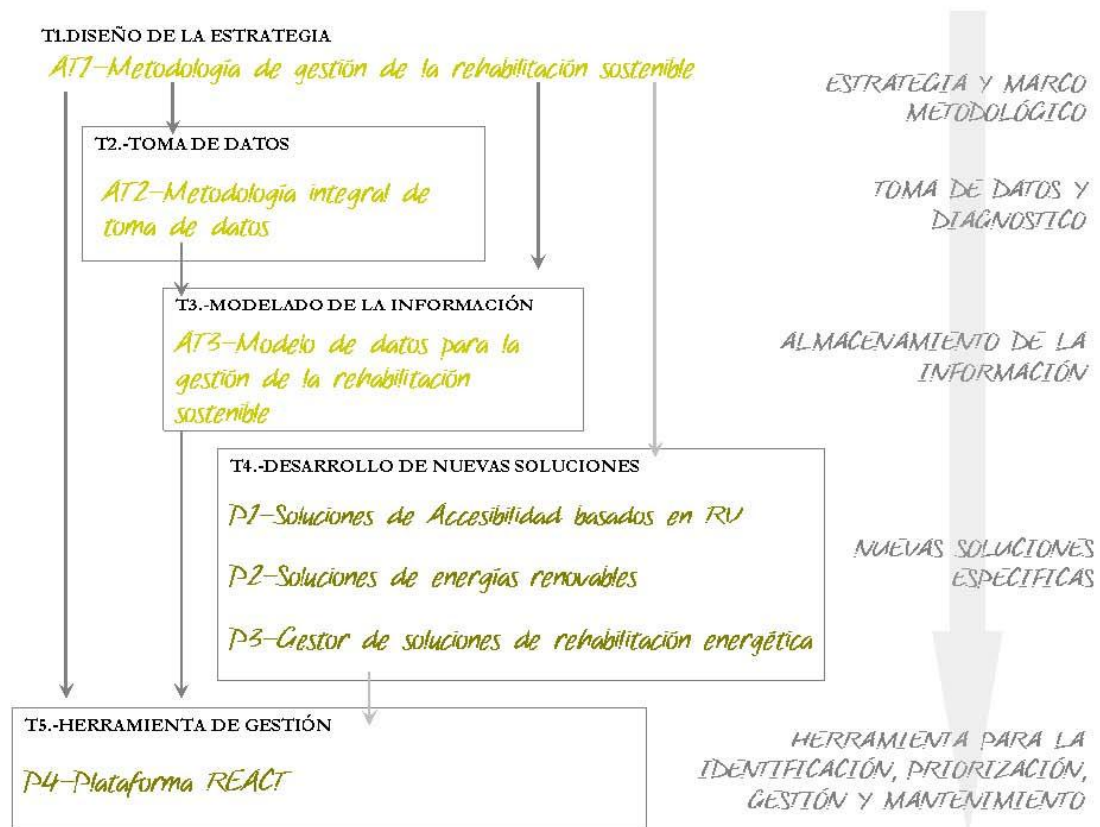 T1.DISEÑO DE LA ESTRATEGIA
AT1-Metodología de gestión de la rehabilitación sostenible
ESTRATEGIA Y MARCO
METODOLÓGICO
T2.-TOMA DE DATOS
AT2-Metodología integral de
toma de datos
TOMA DE DATOS Y
DIAGNOSTICO
T3.-MODELADO DE LA INFORMACIÓN
AT3-Modelo de datos para la
gestión de la rehabilitación
sostenible
ALMACENAMIENTO DE LA
INFORMACIÓN
T4.-DESARROLLO DE NUEVAS SOLUCIONES
P1-Soluciones de Accesibilidad basados en RV
P2-Soluciones de energías renovables
P3-Gestor de soluciones de rehabilitación energética
NUEVAS SOLUCIONES
ESPECIFICAS
T5.-HERRAMIENTA DE GESTIÓN
P4-Plataforma REACT
HERRAMIENTA PARA LA
IDENTIFICACIÓN, PRIORIZACIÓN,
GESTIÓN Y MANTENIMIENTO